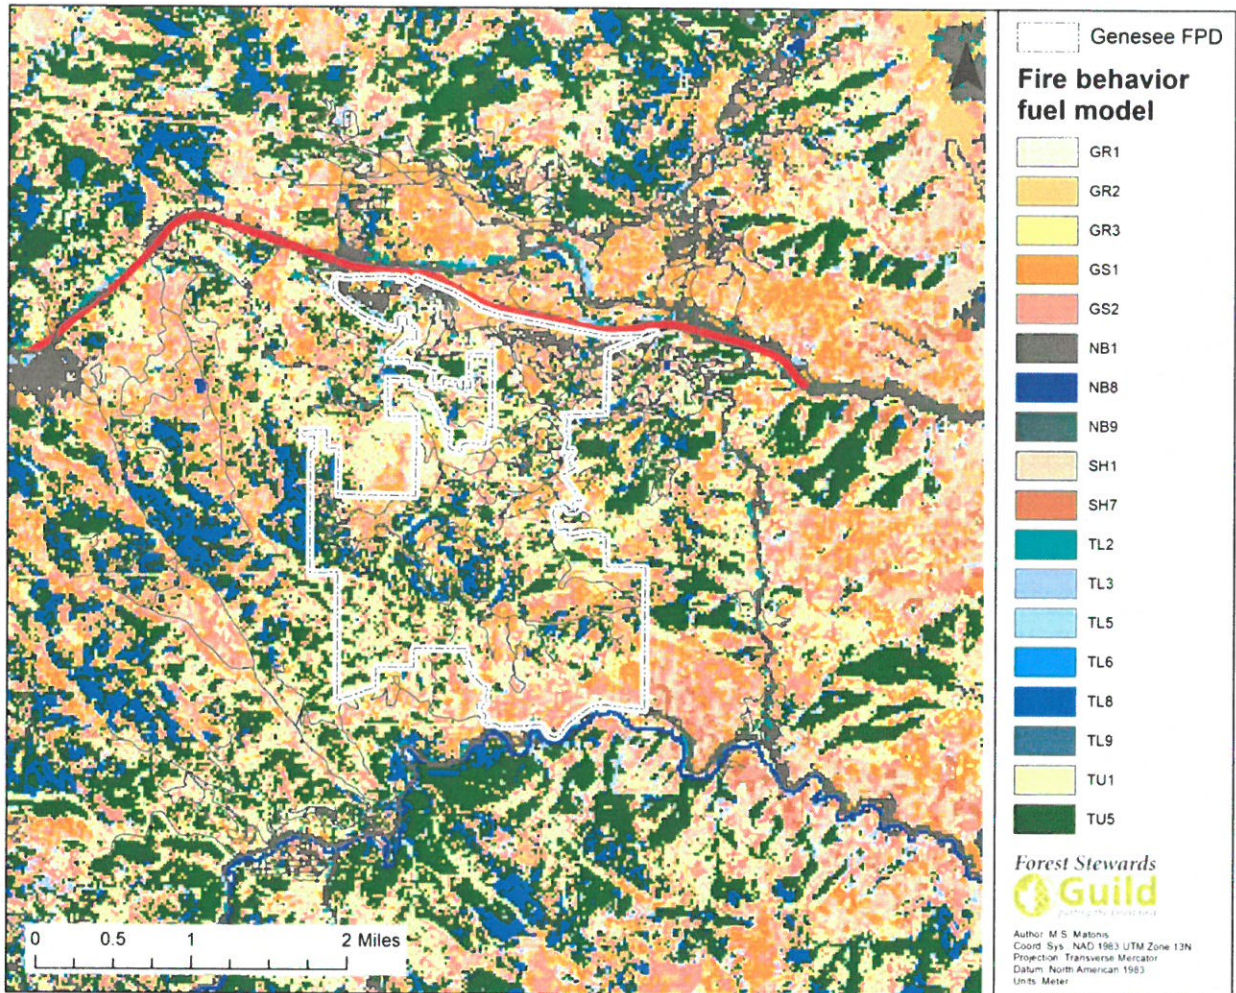 Genesee FPD
Fire behavior
fuel model
GR1
GR2
GR3
GS1
GS2
NB1
NB8
NB9
SH1
SH7
TL2
TL3
TL5
TL6
TL8
TL9
TU1
TU5
Forest Stewards
Guild
Author: M.S. Matonis
Coord. Sys.: NAD 1983 UTM Zone 13N
Projection: Transverse Mercator
Datum: North American 1983
Units: Meter
0 0.5 1 2 Miles